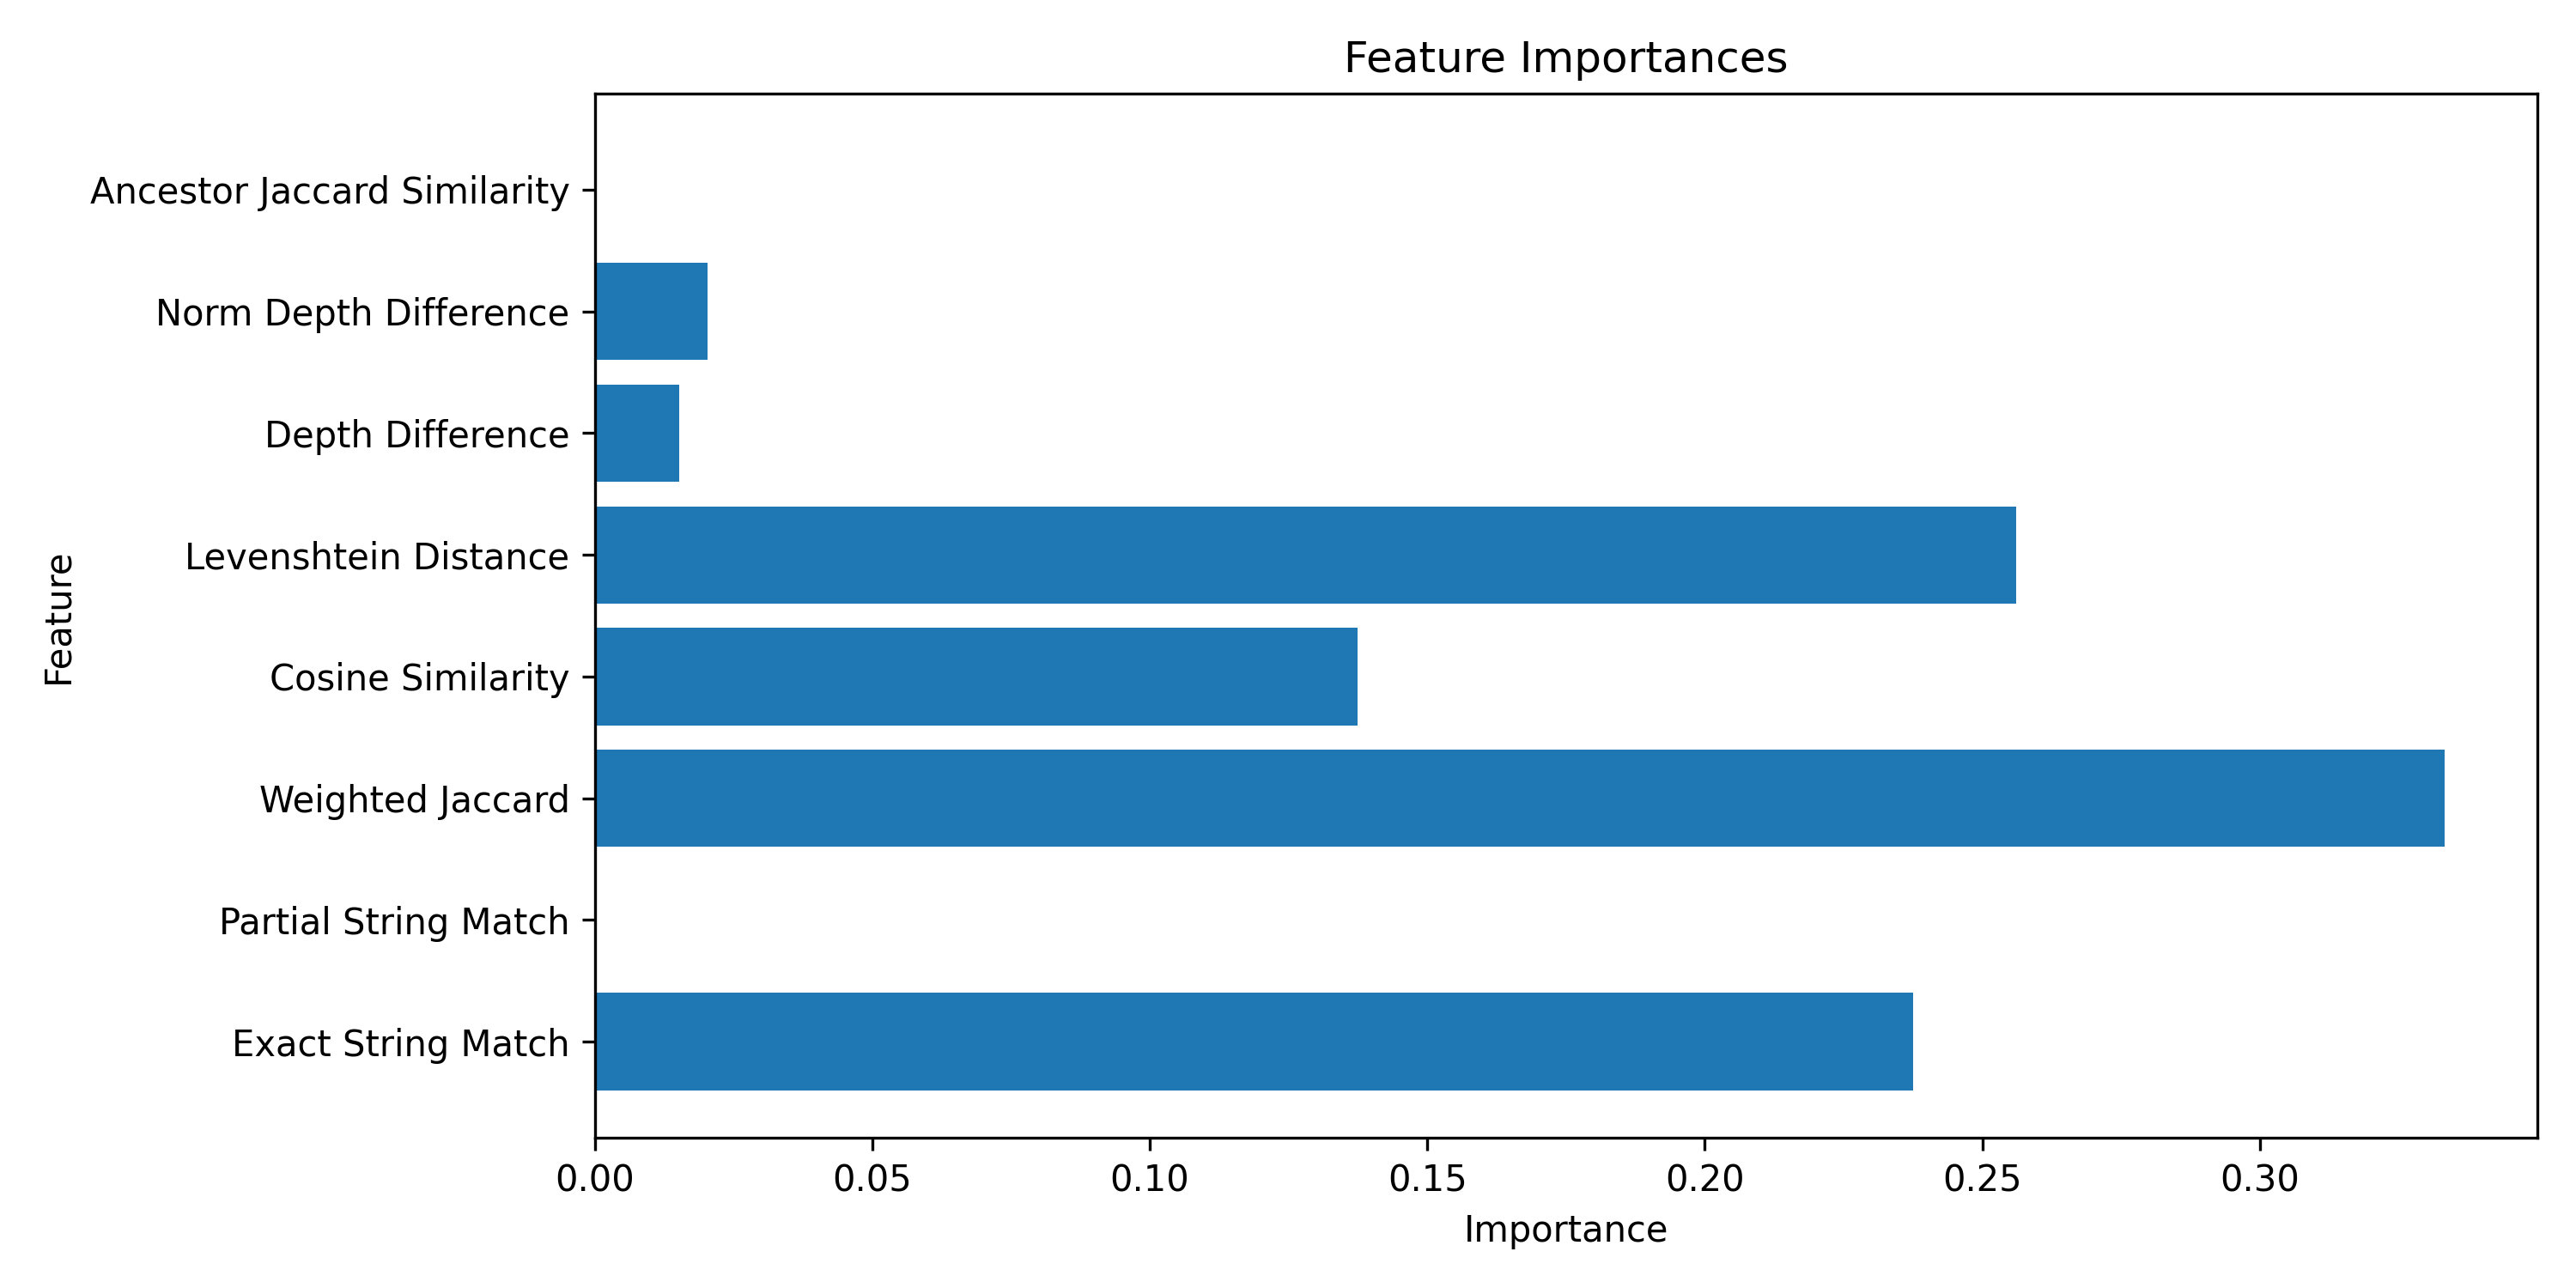 Feature Importances
Ancestor Jaccard Similarity
Norm Depth Difference
Depth Difference
Levenshtein Distance
Cosine Similarity
Weighted Jaccard
Partial String Match
Exact String Match
Feature
0.00 0.05 0.10 0.15 0.20 0.25 0.30
Importance